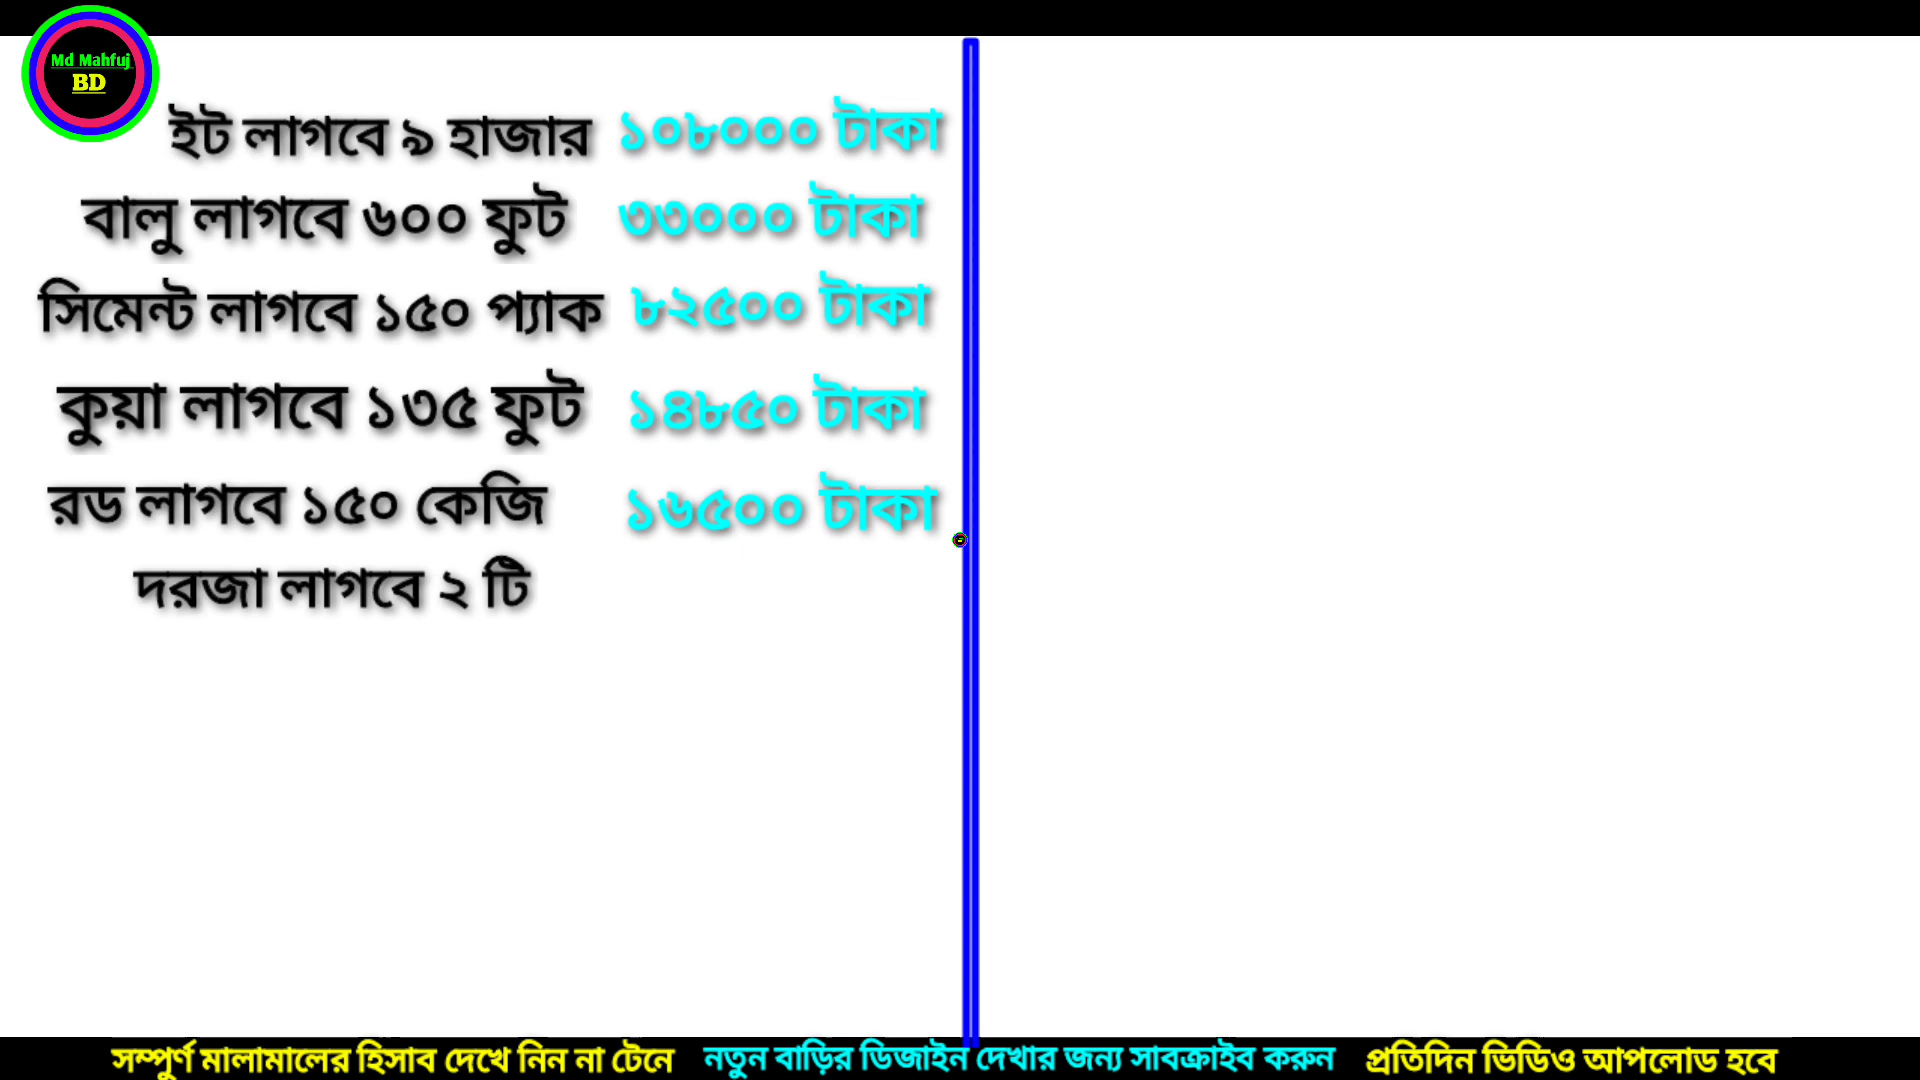 Md Mahfuj
BD
ইট লাগবে ৯ হাজার ১০৮০০০ টাকা
বালু লাগবে ৬০০ ফুট ৩৩০০০ টাকা
সিমেন্ট লাগবে ১৫০ প্যাক ৮২৫০০ টাকা
কুয়া লাগবে ১৩৫ ফুট ১৪৮৫০ টাকা
রড লাগবে ১৫০ কেজি ১৬৫০০ টাকা
দরজা লাগবে ২ টি
সম্পুর্ণ মালামালের হিসাব দেখে নিন না টেনে নতুন বাড়ির ডিজাইন দেখার জন্য সাবক্রাইব করুন প্রতিদিন ভিডিও আপলোড হবে